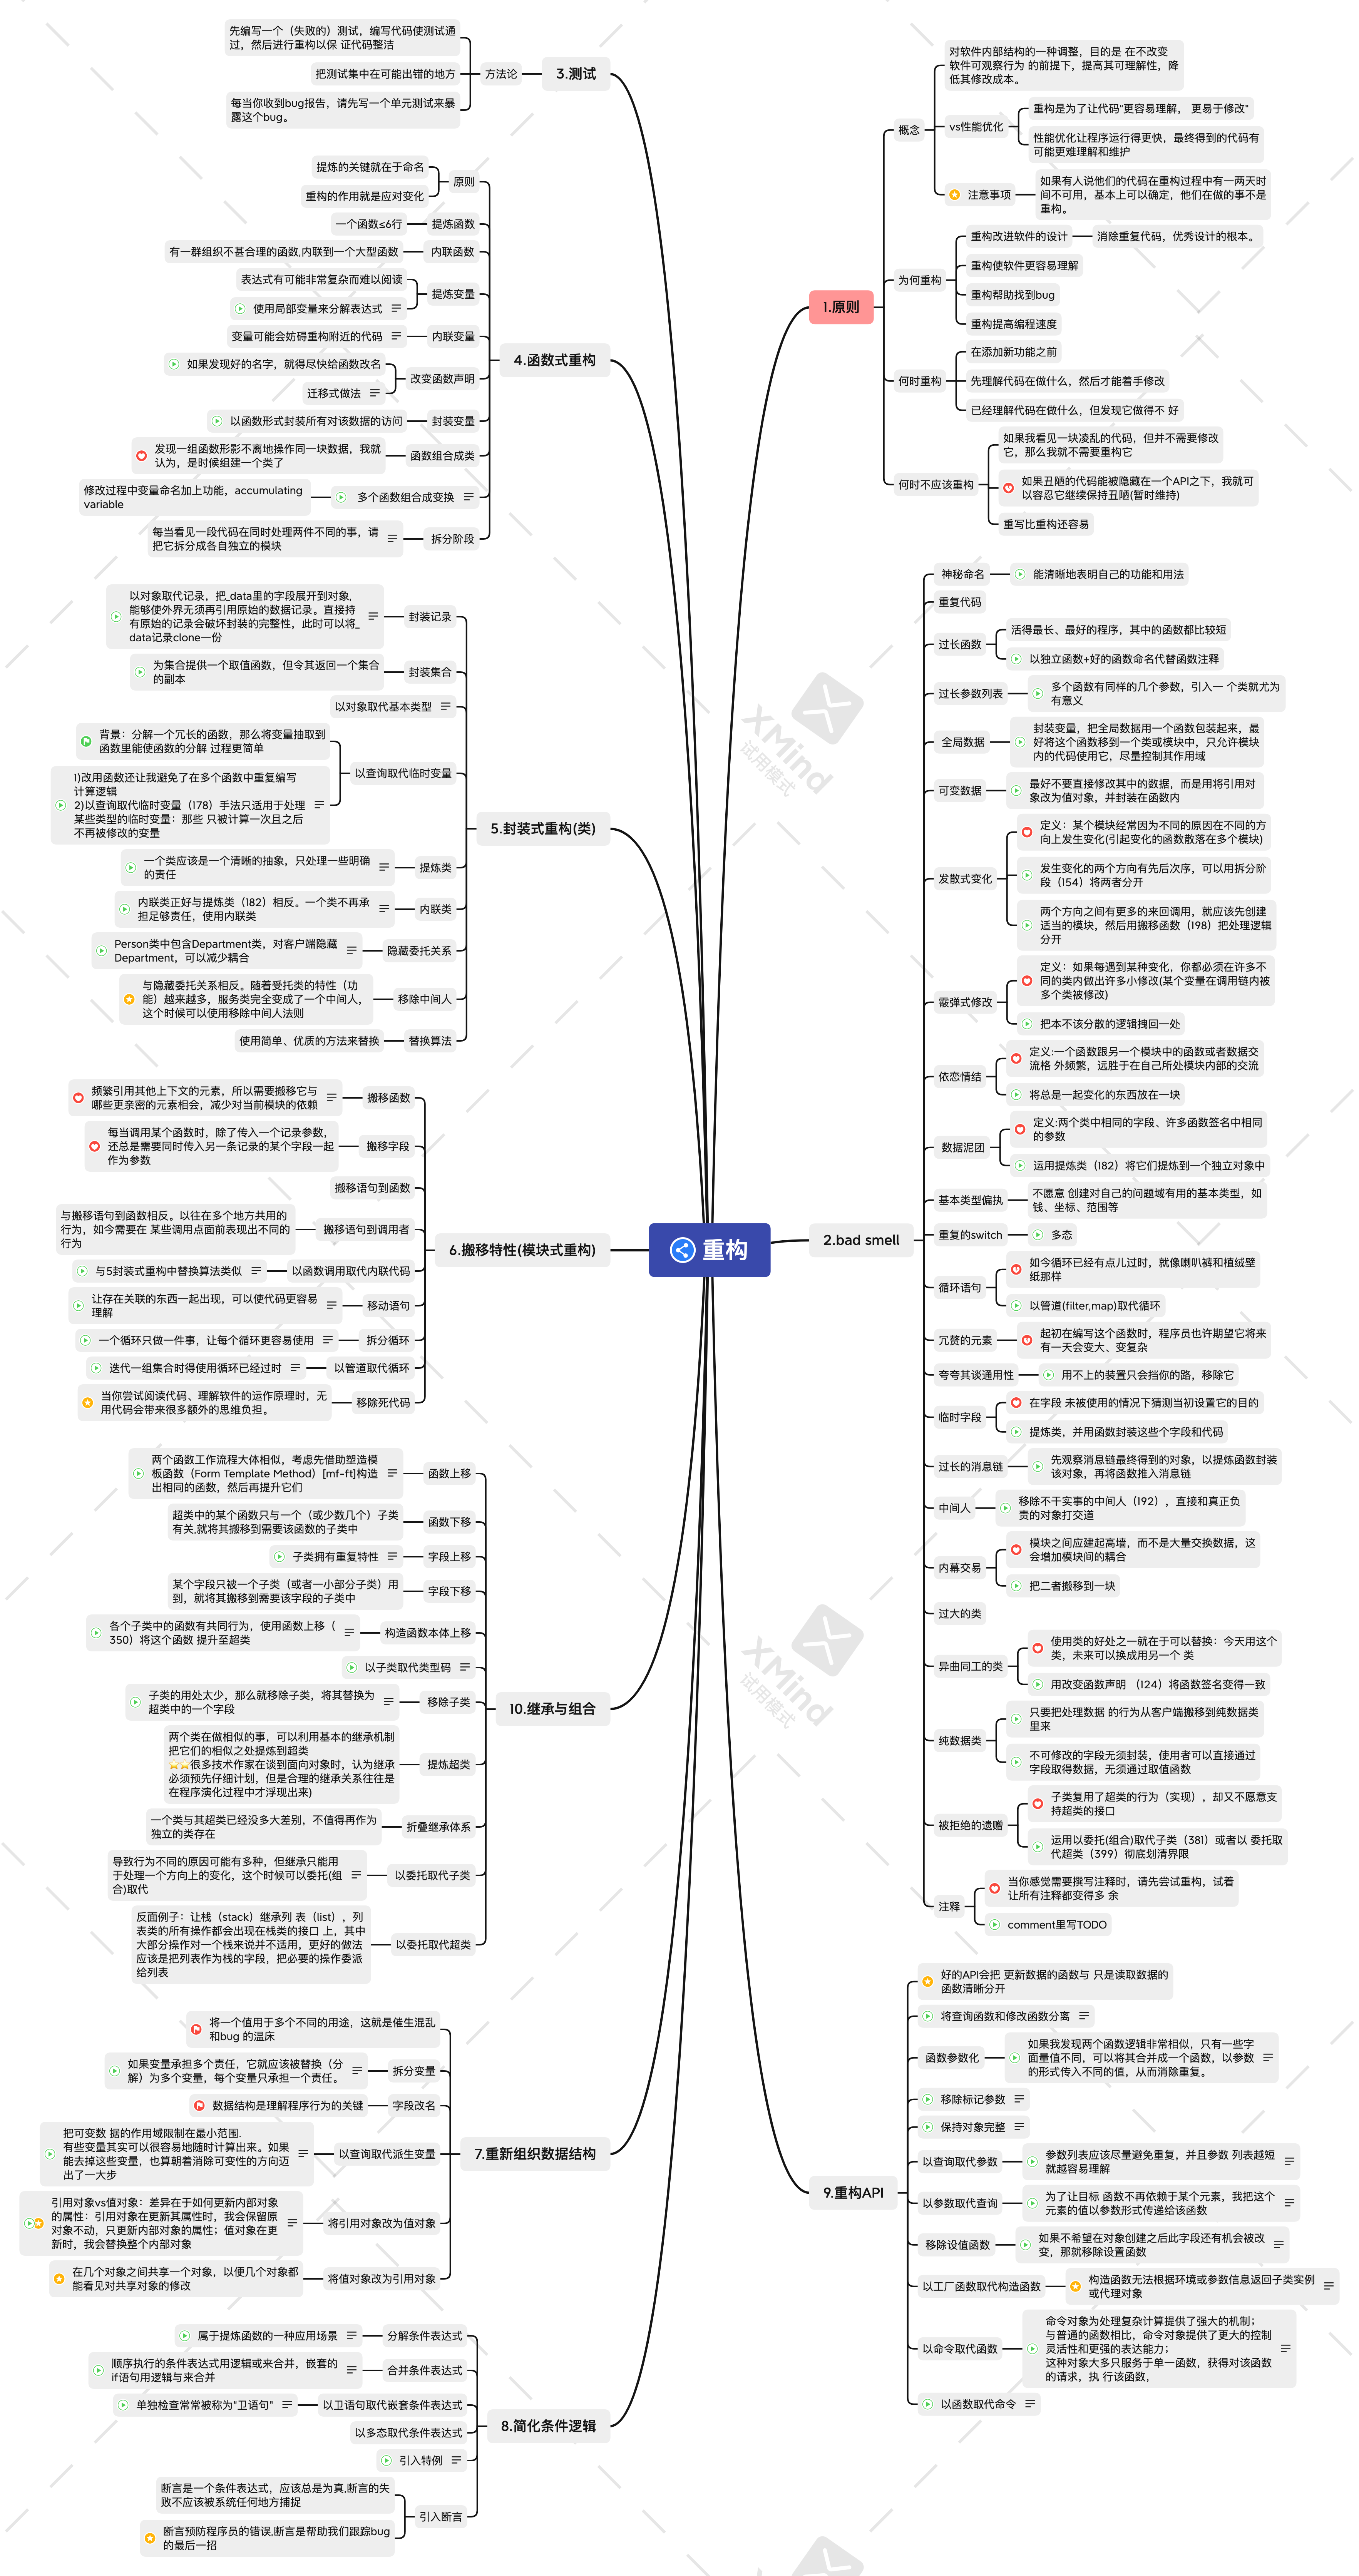 重构
1.原则
概念
对软件内部结构的一种调整，目的是 在不改变
软件可观察行为 的前提下，提高其可理解性，降
低其修改成本。
vs性能优化
重构是为了让代码“更容易理解， 更易于修改”
性能优化让程序运行得更快，最终得到的代码有
可能更难理解和维护
注意事项
如果有人说他们的代码在重构过程中有一两天时
间不可用，基本上可以确定，他们在做的事不是
重构。
为何重构
重构改进软件的设计
消除重复代码，优秀设计的根本。
重构使软件更容易理解
重构帮助找到bug
重构提高编程速度
何时重构
在添加新功能之前
先理解代码在做什么，然后才能着手修改
已经理解代码在做什么，但发现它做得不 好
何时不应该重构
如果我看见一块凌乱的代码，但并不需要修改
它，那么我就不需要重构它
如果丑陋的代码能被隐藏在一个API之下，我就可
以容忍它继续保持丑陋(暂时维持)
重写比重构还容易
2.bad smell
神秘命名
能清晰地表明自己的功能和用法
重复代码
过长函数
活得最长、最好的程序，其中的函数都比较短
以独立函数+好的函数命名代替函数注释
过长参数列表
多个函数有同样的几个参数，引入一 个类就尤为
有意义
全局数据
封装变量，把全局数据用一个函数包装起来，最
好将这个函数移到一个类或模块中，只允许模块
内的代码使用它，尽量控制其作用域
可变数据
最好不要直接修改其中的数据，而是用将引用对
象改为值对象，并封装在函数内
发散式变化
定义：某个模块经常因为不同的原因在不同的方
向上发生变化(引起变化的函数散落在多个模块)
发生变化的两个方向有先后次序，可以用拆分阶
段（154）将两者分开
两个方向之间有更多的来回调用，就应该先创建
适当的模块，然后用搬移函数（198）把处理逻辑
分开
霰弹式修改
定义：如果每遇到某种变化，你都必须在许多不
同的类内做出许多小修改(某个变量在调用链内被
多个类被修改)
把本不该分散的逻辑拽回一处
依恋情结
定义:一个函数跟另一个模块中的函数或者数据交
流格 外频繁，远胜于在自己所处模块内部的交流
将总是一起变化的东西放在一块
数据泥团
定义:两个类中相同的字段、许多函数签名中相同
的参数
运用提炼类（182）将它们提炼到一个独立对象中
基本类型偏执
不愿意 创建对自己的问题域有用的基本类型，如
钱、坐标、范围等
重复的switch
多态
循环语句
如今循环已经有点儿过时，就像喇叭裤和植绒壁
纸那样
以管道(filter,map)取代循环
冗赘的元素
起初在编写这个函数时，程序员也许期望它将来
有一天会变大、变复杂
夸夸其谈通用性
用不上的装置只会挡你的路，移除它
临时字段
在字段 未被使用的情况下猜测当初设置它的目的
提炼类，并用函数封装这些个字段和代码
过长的消息链
先观察消息链最终得到的对象，以提炼函数封装
该对象，再将函数推入消息链
中间人
移除不干实事的中间人（192），直接和真正负
责的对象打交道
内幕交易
模块之间应建起高墙，而不是大量交换数据，这
会增加模块间的耦合
把二者搬移到一块
过大的类
异曲同工的类
使用类的好处之一就在于可以替换：今天用这个
类，未来可以换成用另一个 类
用改变函数声明 （124）将函数签名变得一致
纯数据类
只要把处理数据 的行为从客户端搬移到纯数据类
里来
不可修改的字段无须封装，使用者可以直接通过
字段取得数据，无须通过取值函数
被拒绝的遗赠
子类复用了超类的行为（实现），却又不愿意支
持超类的接口
运用以委托(组合)取代子类（381）或者以 委托取
代超类（399）彻底划清界限
注释
当你感觉需要撰写注释时，请先尝试重构，试着
让所有注释都变得多 余
comment里写TODO
9.重构API
好的API会把 更新数据的函数与 只是读取数据的
函数清晰分开
将查询函数和修改函数分离
函数参数化
如果我发现两个函数逻辑非常相似，只有一些字
面量值不同，可以将其合并成一个函数，以参数
的形式传入不同的值，从而消除重复。
移除标记参数
保持对象完整
以查询取代参数
参数列表应该尽量避免重复，并且参数 列表越短
就越容易理解
以参数取代查询
为了让目标 函数不再依赖于某个元素，我把这个
元素的值以参数形式传递给该函数
移除设值函数
如果不希望在对象创建之后此字段还有机会被改
变，那就移除设置函数
以工厂函数取代构造函数
构造函数无法根据环境或参数信息返回子类实例
或代理对象
以命令取代函数
命令对象为处理复杂计算提供了强大的机制；
与普通的函数相比，命令对象提供了更大的控制
灵活性和更强的表达能力；
这种对象大多只服务于单一函数，获得对该函数
的请求，执 行该函数，
以函数取代命令
3.测试
方法论
先编写一个（失败的）测试，编写代码使测试通
过，然后进行重构以保 证代码整洁
把测试集中在可能出错的地方
每当你收到bug报告，请先写一个单元测试来暴
露这个bug。
4.函数式重构
原则
提炼的关键就在于命名
重构的作用就是应对变化
提炼函数
一个函数≤6行
内联函数
有一群组织不甚合理的函数,内联到一个大型函数
提炼变量
表达式有可能非常复杂而难以阅读
使用局部变量来分解表达式
内联变量
变量可能会妨碍重构附近的代码
改变函数声明
如果发现好的名字，就得尽快给函数改名
迁移式做法
封装变量
以函数形式封装所有对该数据的访问
函数组合成类
发现一组函数形影不离地操作同一块数据，我就
认为，是时候组建一个类了
多个函数组合成变换
修改过程中变量命名加上功能，accumulating
variable
拆分阶段
每当看见一段代码在同时处理两件不同的事，请
把它拆分成各自独立的模块
5.封装式重构(类)
封装记录
以对象取代记录，把_data里的字段展开到对象,
能够使外界无须再引用原始的数据记录。直接持
有原始的记录会破坏封装的完整性，此时可以将_
data记录clone一份
封装集合
为集合提供一个取值函数，但令其返回一个集合
的副本
以对象取代基本类型
以查询取代临时变量
背景：分解一个冗长的函数，那么将变量抽取到
函数里能使函数的分解 过程更简单
1)改用函数还让我避免了在多个函数中重复编写
计算逻辑
2)以查询取代临时变量（178）手法只适用于处理
某些类型的临时变量：那些 只被计算一次且之后
不再被修改的变量
提炼类
一个类应该是一个清晰的抽象，只处理一些明确
的责任
内联类
内联类正好与提炼类（182）相反。一个类不再承
担足够责任，使用内联类
隐藏委托关系
Person类中包含Department类，对客户端隐藏
Department，可以减少耦合
移除中间人
与隐藏委托关系相反。随着受托类的特性（功
能）越来越多，服务类完全变成了一个中间人，
这个时候可以使用移除中间人法则
替换算法
使用简单、优质的方法来替换
6.搬移特性(模块式重构)
搬移函数
频繁引用其他上下文的元素，所以需要搬移它与
哪些更亲密的元素相会，减少对当前模块的依赖
搬移字段
每当调用某个函数时，除了传入一个记录参数，
还总是需要同时传入另一条记录的某个字段一起
作为参数
搬移语句到函数
搬移语句到调用者
与搬移语句到函数相反。以往在多个地方共用的
行为，如今需要在 某些调用点面前表现出不同的
行为
以函数调用取代内联代码
与5封装式重构中替换算法类似
移动语句
让存在关联的东西一起出现，可以使代码更容易
理解
拆分循环
一个循环只做一件事，让每个循环更容易使用
以管道取代循环
迭代一组集合时得使用循环已经过时
移除死代码
当你尝试阅读代码、理解软件的运作原理时，无
用代码会带来很多额外的思维负担。
10.继承与组合
函数上移
两个函数工作流程大体相似，考虑先借助塑造模
板函数（Form Template Method）[mf-ft]构造
出相同的函数，然后再提升它们
函数下移
超类中的某个函数只与一个（或少数几个）子类
有关,就将其搬移到需要该函数的子类中
字段上移
子类拥有重复特性
字段下移
某个字段只被一个子类（或者一小部分子类）用
到，就将其搬移到需要该字段的子类中
构造函数本体上移
各个子类中的函数有共同行为，使用函数上移（
350）将这个函数 提升至超类
以子类取代类型码
移除子类
子类的用处太少，那么就移除子类，将其替换为
超类中的一个字段
提炼超类
两个类在做相似的事，可以利用基本的继承机制
把它们的相似之处提炼到超类
⭐⭐很多技术作家在谈到面向对象时，认为继承
必须预先仔细计划，但是合理的继承关系往往是
在程序演化过程中才浮现出来)
折叠继承体系
一个类与其超类已经没多大差别，不值得再作为
独立的类存在
以委托取代子类
导致行为不同的原因可能有多种，但继承只能用
于处理一个方向上的变化，这个时候可以委托(组
合)取代
以委托取代超类
反面例子：让栈（stack）继承列 表（list），列
表类的所有操作都会出现在栈类的接口 上，其中
大部分操作对一个栈来说并不适用，更好的做法
应该是把列表作为栈的字段，把必要的操作委派
给列表
7.重新组织数据结构
将一个值用于多个不同的用途，这就是催生混乱
和bug 的温床
拆分变量
如果变量承担多个责任，它就应该被替换（分
解）为多个变量，每个变量只承担一个责任。
字段改名
数据结构是理解程序行为的关键
以查询取代派生变量
把可变数 据的作用域限制在最小范围.
有些变量其实可以很容易地随时计算出来。如果
能去掉这些变量，也算朝着消除可变性的方向迈
出了一大步
将引用对象改为值对象
引用对象vs值对象：差异在于如何更新内部对象
的属性：引用对象在更新其属性时，我会保留原
对象不动，只更新内部对象的属性；值对象在更
新时，我会替换整个内部对象
将值对象改为引用对象
在几个对象之间共享一个对象，以便几个对象都
能看见对共享对象的修改
8.简化条件逻辑
分解条件表达式
属于提炼函数的一种应用场景
合并条件表达式
顺序执行的条件表达式用逻辑或来合并，嵌套的
if语句用逻辑与来合并
以卫语句取代嵌套条件表达式
单独检查常常被称为“卫语句”
以多态取代条件表达式
引入特例
引入断言
断言是一个条件表达式，应该总是为真,断言的失
败不应该被系统任何地方捕捉
断言预防程序员的错误,断言是帮助我们跟踪bug
的最后一招
XMind
试用模式
XMind
试用模式